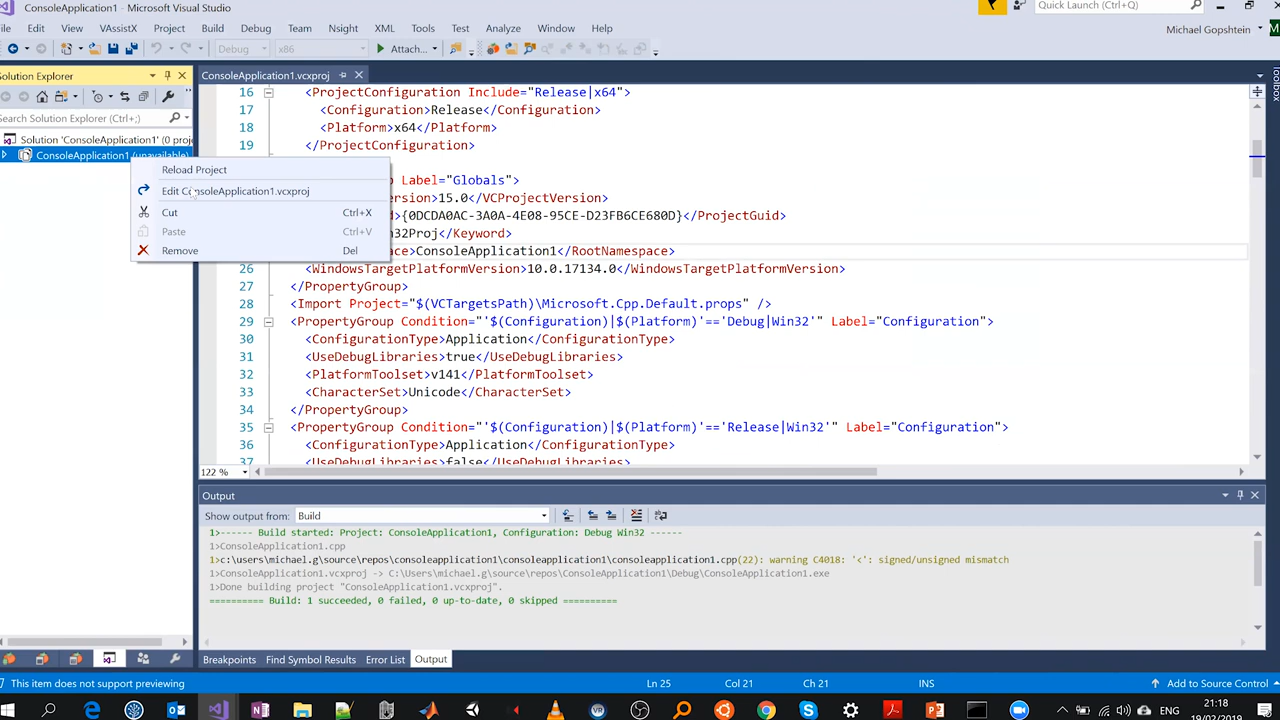 ConsoleApplication1 - Microsoft Visual Studio
Quick Launch (Ctrl+Q)
File Edit View VAssistX Project Build Debug Team Nsight XML Tools Test Analyze Window Help
Michael Gopshtein
Debug x86 Attach...
Solution Explorer
ConsoleApplication1.vcxproj
Toolbox
Search Solution Explorer (Ctrl+;)
Solution 'ConsoleApplication1' (0 proj
ConsoleApplication1 (unavailable)
Reload Project
Edit ConsoleApplication1.vcxproj
Cut Ctrl+X
Paste Ctrl+V
Remove Del
16 <ProjectConfiguration Include="Release|x64">
17 <Configuration>Release</Configuration>
18 <Platform>x64</Platform>
19 </ProjectConfiguration>
Label="Globals">
15.0</VCProjectVersion>
{0DCDA0AC-3A0A-4E08-95CE-D23FB6CE680D}</ProjectGuid>
32Proj</Keyword>
ConsoleApplication1</RootNamespace>
26 <WindowsTargetPlatformVersion>10.0.17134.0</WindowsTargetPlatformVersion>
27 </PropertyGroup>
28 <Import Project="$(VCTargetsPath)\Microsoft.Cpp.Default.props" />
29 <PropertyGroup Condition="'$(Configuration)|$(Platform)'=='Debug|Win32'" Label="Configuration">
30 <ConfigurationType>Application</ConfigurationType>
31 <UseDebugLibraries>true</UseDebugLibraries>
32 <PlatformToolset>v141</PlatformToolset>
33 <CharacterSet>Unicode</CharacterSet>
34 </PropertyGroup>
35 <PropertyGroup Condition="'$(Configuration)|$(Platform)'=='Release|Win32'" Label="Configuration">
36 <ConfigurationType>Application</ConfigurationType>
37 <UseDebugLibraries>false</UseDebugLibraries>
122 %
Output
Show output from: Build
1>------ Build started: Project: ConsoleApplication1, Configuration: Debug Win32 ------
1>ConsoleApplication1.cpp
1>c:\users\michael.g\source\repos\consoleapplication1\consoleapplication1\consoleapplication1.cpp(22): warning C4018: '<': signed/unsigned mismatch
1>ConsoleApplication1.vcxproj -> C:\Users\michael.g\source\repos\ConsoleApplication1\Debug\ConsoleApplication1.exe
1>Done building project "ConsoleApplication1.vcxproj".
========== Build: 1 succeeded, 0 failed, 0 up-to-date, 0 skipped ==========
Breakpoints Find Symbol Results Error List Output
This item does not support previewing
Ln 25 Col 21 Ch 21 INS
Add to Source Control
ENG
21:18
19/02/2019